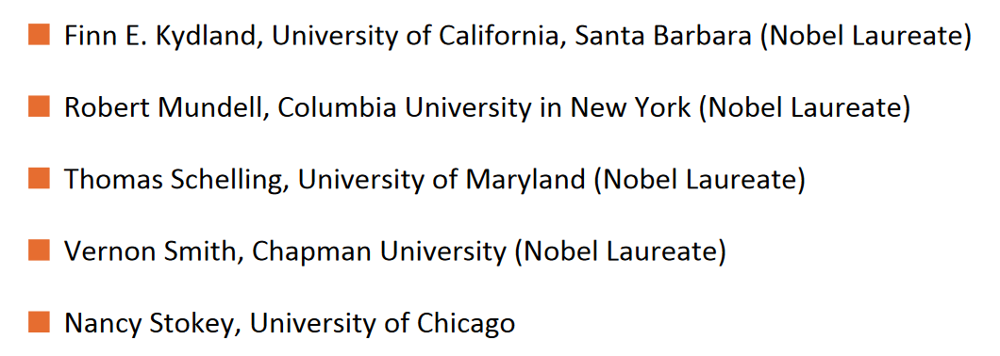 Finn E. Kydland, University of California, Santa Barbara (Nobel Laureate)
Robert Mundell, Columbia University in New York (Nobel Laureate)
Thomas Schelling, University of Maryland (Nobel Laureate)
Vernon Smith, Chapman University (Nobel Laureate)
Nancy Stokey, University of Chicago